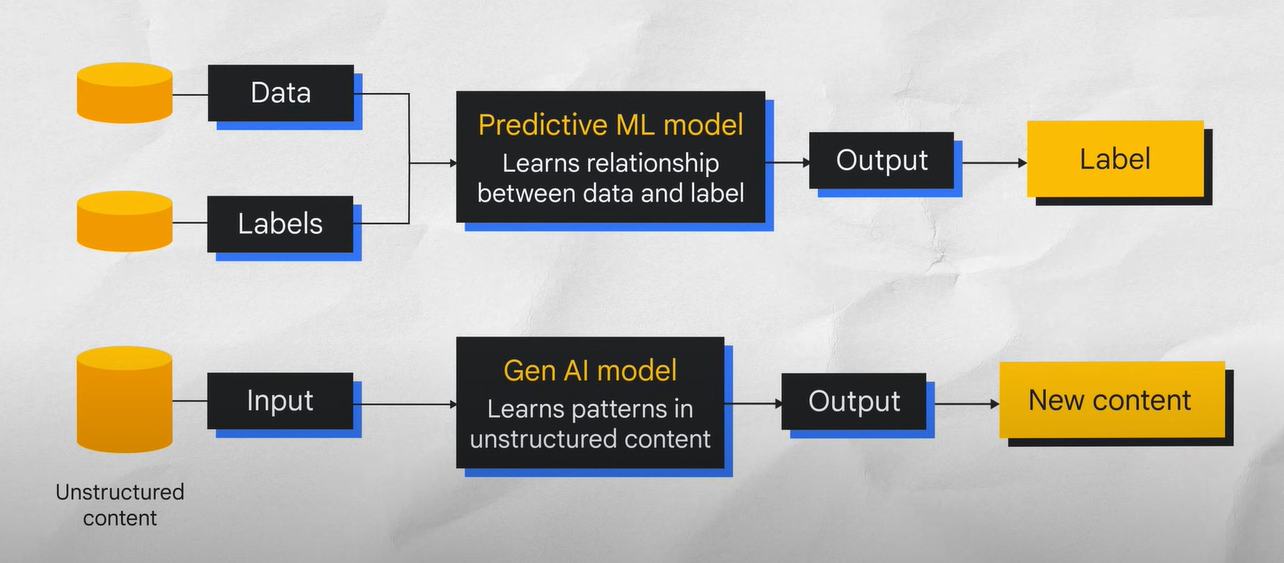 Data
Labels
Predictive ML model
Learns relationship
between data and label
Output
Label
Unstructured
content
Input
Gen AI model
Learns patterns in
unstructured content
Output
New content